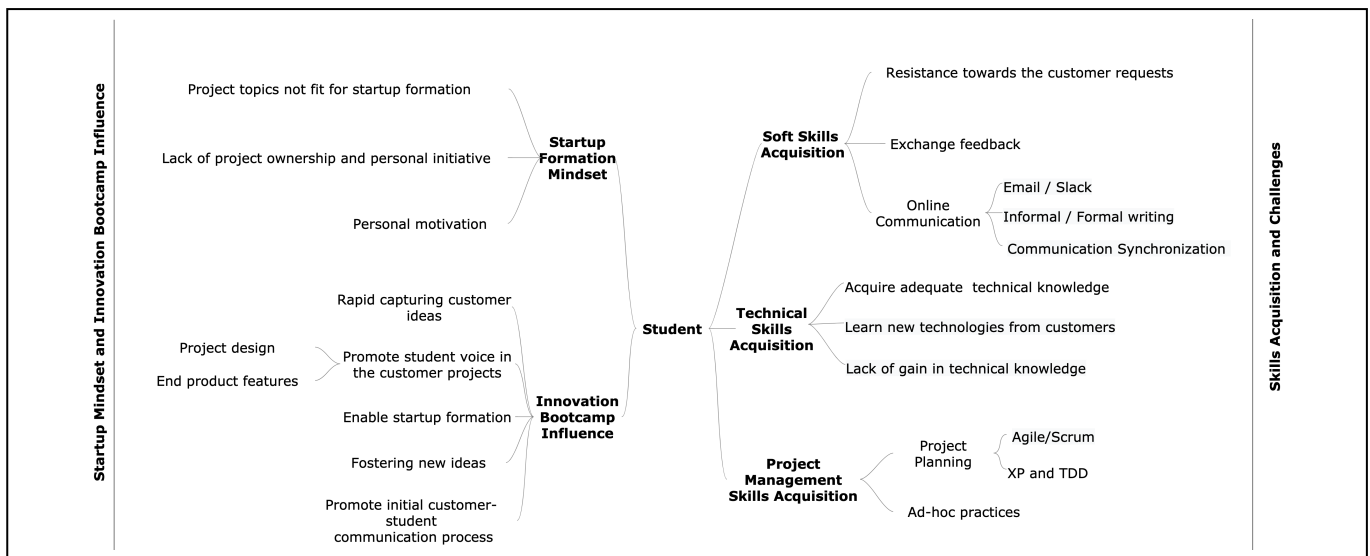 Startup Mindset and Innovation Bootcamp Influence
Project topics not fit for startup formation
Lack of project ownership and personal initiative
Personal motivation
Startup
Formation
Mindset
Rapid capturing customer
ideas
Project design
End product features
Promote student voice in
the customer projects
Enable startup formation
Fostering new ideas
Promote initial customer-
student
communication process
Innovation
Bootcamp
Influence
Student
Soft Skills
Acquisition
Resistance towards the customer requests
Exchange feedback
Online
Communication
Email / Slack
Informal / Formal writing
Communication Synchronization
Technical
Skills
Acquisition
Acquire adequate  technical knowledge
Learn new technologies from customers
Lack of gain in technical knowledge
Project
Management
Skills Acquisition
Project
Planning
Agile/Scrum
XP and TDD
Ad-hoc practices
Skills Acquisition and Challenges